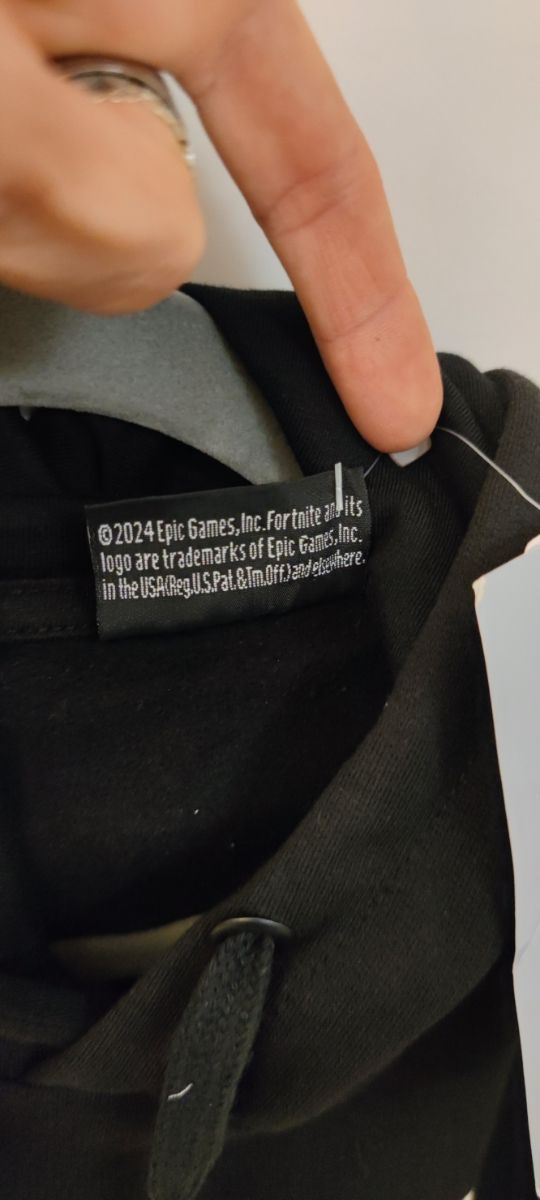 ©2024 Epic Games, Inc. Fortnite and its
logo are trademarks of Epic Games, Inc.
in the USA(Reg.U.S.Pat.&Tm.Off.) and elsewhere.